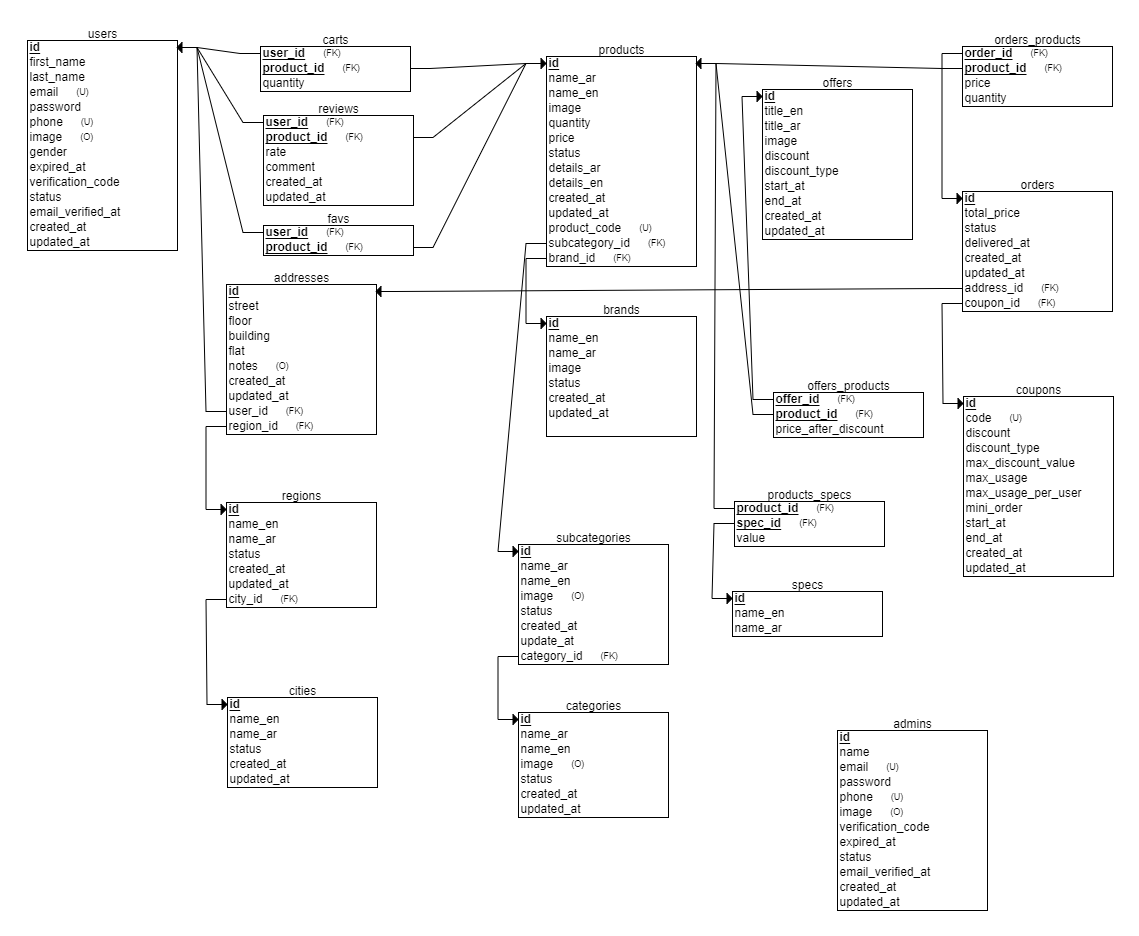 users
id
first_name
last_name
email (U)
password
phone (U)
image (O)
gender
expired_at
verification_code
status
email_verified_at
created_at
updated_at
carts
user_id (FK)
product_id (FK)
quantity
reviews
user_id (FK)
product_id (FK)
rate
comment
created_at
updated_at
favs
user_id (FK)
product_id (FK)
addresses
id
street
floor
building
flat
notes (O)
created_at
updated_at
user_id (FK)
region_id (FK)
regions
id
name_en
name_ar
status
created_at
updated_at
city_id (FK)
cities
id
name_en
name_ar
status
created_at
updated_at
products
id
name_ar
name_en
image
quantity
price
status
details_ar
details_en
created_at
updated_at
product_code (U)
subcategory_id (FK)
brand_id (FK)
brands
id
name_en
name_ar
image
status
created_at
updated_at
subcategories
id
name_ar
name_en
image (O)
status
created_at
update_at
category_id (FK)
categories
id
name_ar
name_en
image (O)
status
created_at
updated_at
offers
id
title_en
title_ar
image
discount
discount_type
start_at
end_at
created_at
updated_at
offers_products
offer_id (FK)
product_id (FK)
price_after_discount
products_specs
product_id (FK)
spec_id (FK)
value
specs
id
name_en
name_ar
orders_products
order_id (FK)
product_id (FK)
price
quantity
orders
id
total_price
status
delivered_at
created_at
updated_at
address_id (FK)
coupon_id (FK)
coupons
id
code (U)
discount
discount_type
max_discount_value
max_usage
max_usage_per_user
mini_order
start_at
end_at
created_at
updated_at
admins
id
name
email (U)
password
phone (U)
image (O)
verification_code
expired_at
status
email_verified_at
created_at
updated_at